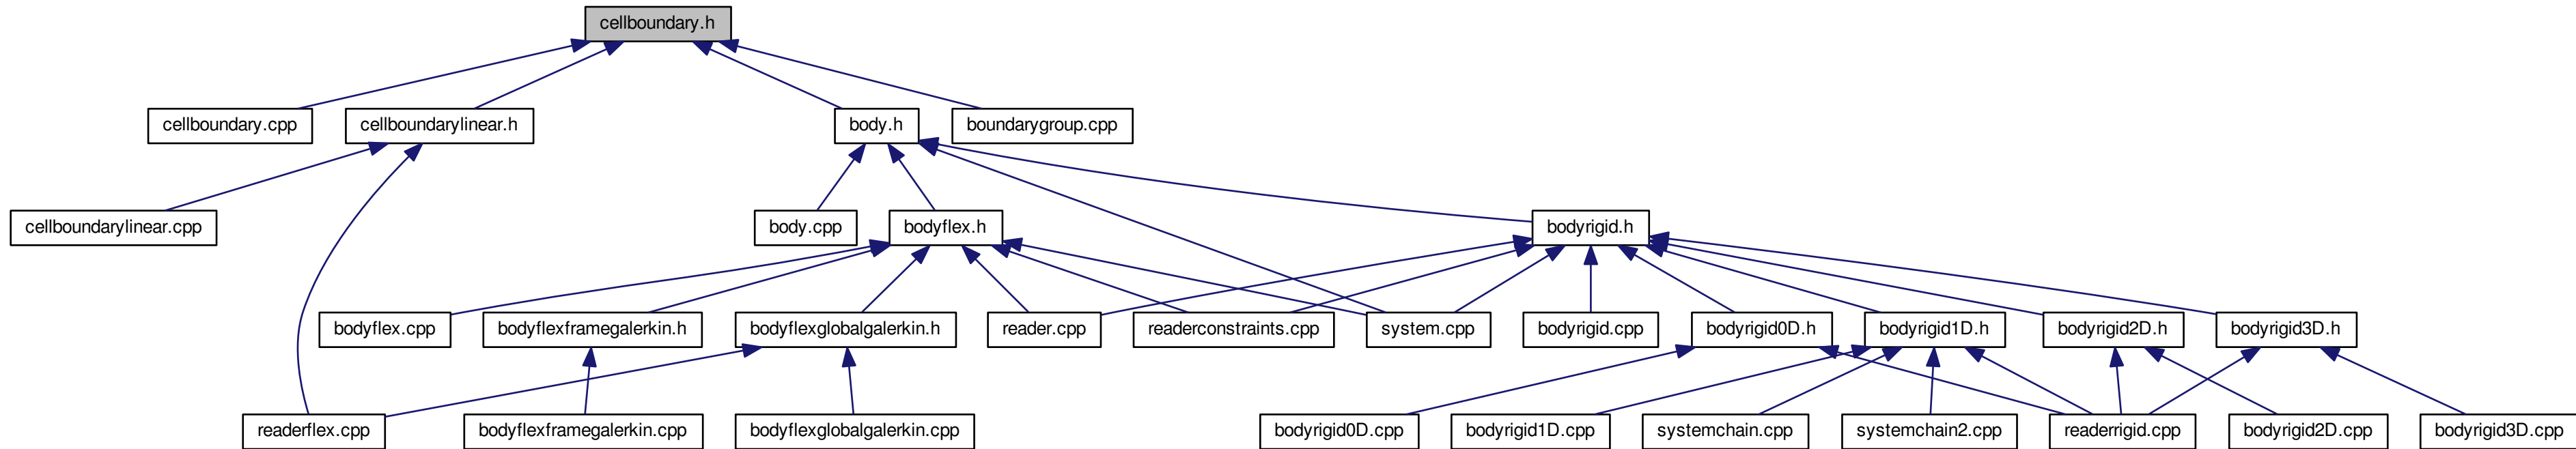 cellboundary.h
cellboundary.cpp
cellboundarylinear.h
body.h
boundarygroup.cpp
cellboundarylinear.cpp
body.cpp
bodyflex.h
bodyrigid.h
bodyflex.cpp
bodyflexframegalerkin.h
bodyflexglobalgalerkin.h
reader.cpp
readerconstraints.cpp
system.cpp
bodyrigid.cpp
bodyrigid0D.h
bodyrigid1D.h
bodyrigid2D.h
bodyrigid3D.h
readerflex.cpp
bodyflexframegalerkin.cpp
bodyflexglobalgalerkin.cpp
bodyrigid0D.cpp
bodyrigid1D.cpp
systemchain.cpp
systemchain2.cpp
readerrigid.cpp
bodyrigid2D.cpp
bodyrigid3D.cpp